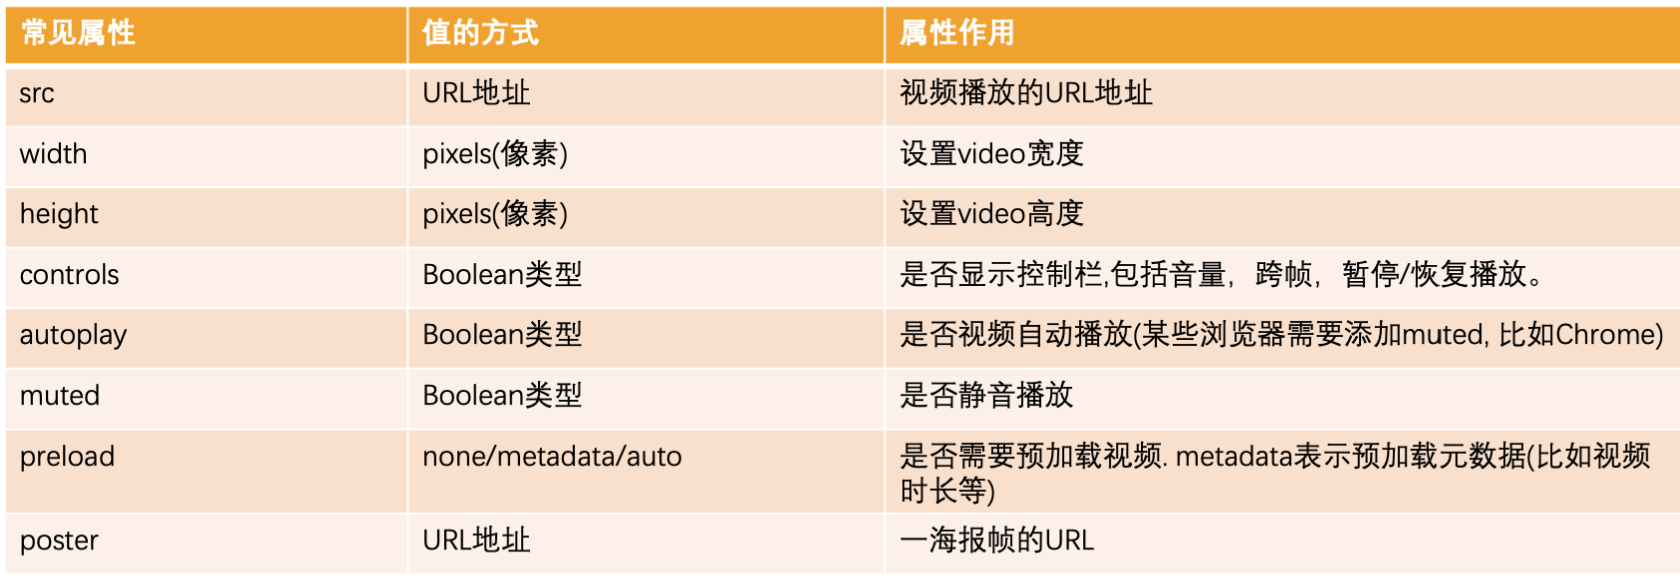 常见属性 值的方式 属性作用
src URL地址 视频播放的URL地址
width pixels(像素) 设置video宽度
height pixels(像素) 设置video高度
controls Boolean类型 是否显示控制栏,包括音量，跨帧，暂停/恢复播放。
autoplay Boolean类型 是否视频自动播放(某些浏览器需要添加muted, 比如Chrome)
muted Boolean类型 是否静音播放
preload none/metadata/auto 是否需要预加载视频. metadata表示预加载元数据(比如视频
时长等)
poster URL地址 一海报帧的URL